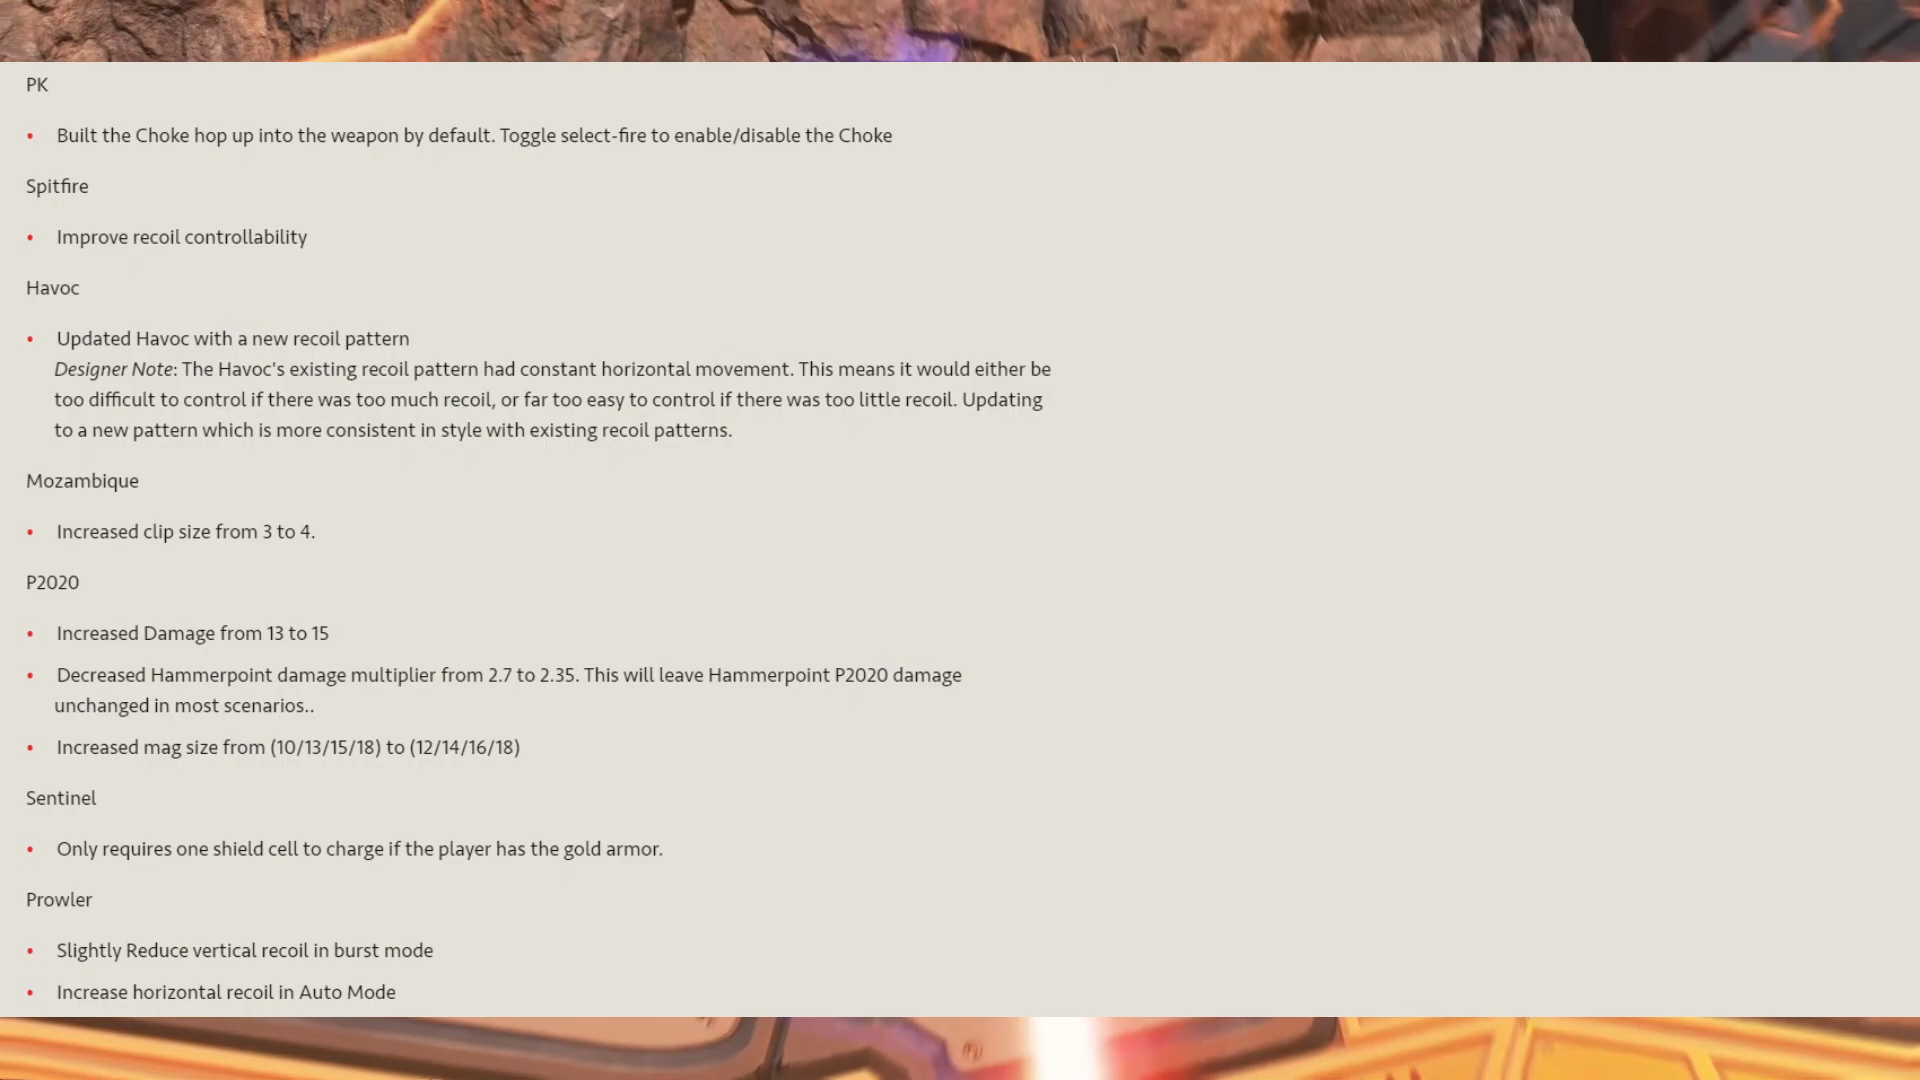 PK
• Built the Choke hop up into the weapon by default. Toggle select-fire to enable/disable the Choke
Spitfire
• Improve recoil controllability
Havoc
• Updated Havoc with a new recoil pattern
Designer Note: The Havoc's existing recoil pattern had constant horizontal movement. This means it would either be
too difficult to control if there was too much recoil, or far too easy to control if there was too little recoil. Updating
to a new pattern which is more consistent in style with existing recoil patterns.
Mozambique
• Increased clip size from 3 to 4.
P2020
• Increased Damage from 13 to 15
• Decreased Hammerpoint damage multiplier from 2.7 to 2.35. This will leave Hammerpoint P2020 damage
unchanged in most scenarios..
• Increased mag size from (10/13/15/18) to (12/14/16/18)
Sentinel
• Only requires one shield cell to charge if the player has the gold armor.
Prowler
• Slightly Reduce vertical recoil in burst mode
• Increase horizontal recoil in Auto Mode